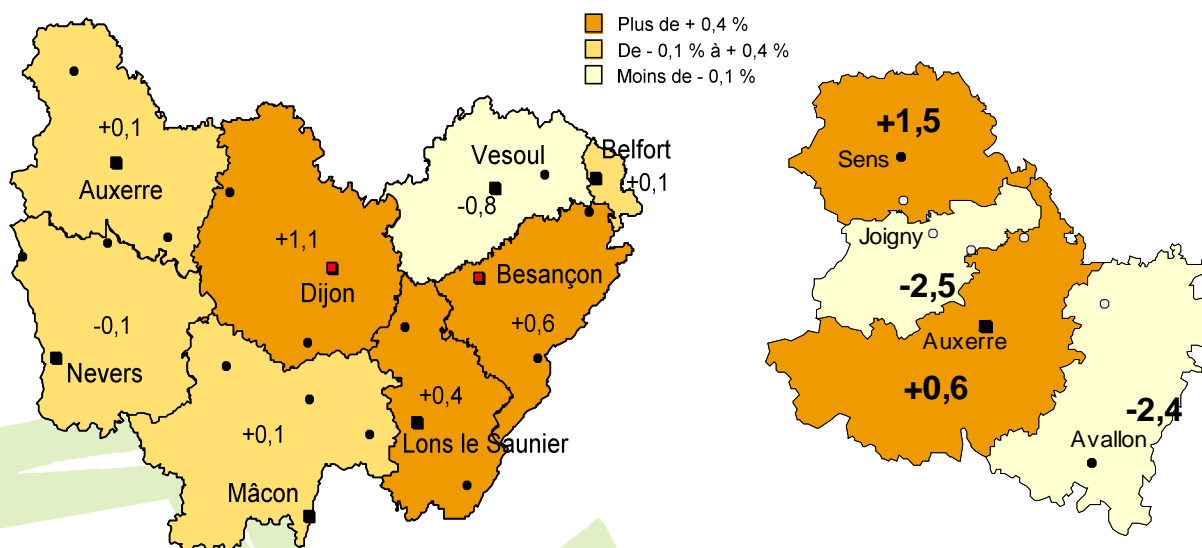 Plus de + 0,4 %
De - 0,1 % à + 0,4 %
Moins de - 0,1 %
+0,1
Auxerre
Vesoul
-0,8
Belfort
+0,1
+1,1
Dijon
Besançon
+0,6
-0,1
Nevers
+0,4
Lons le Saunier
+0,1
Mâcon
+1,5
Sens
Joigny
-2,5
Auxerre
+0,6
-2,4
Avallon